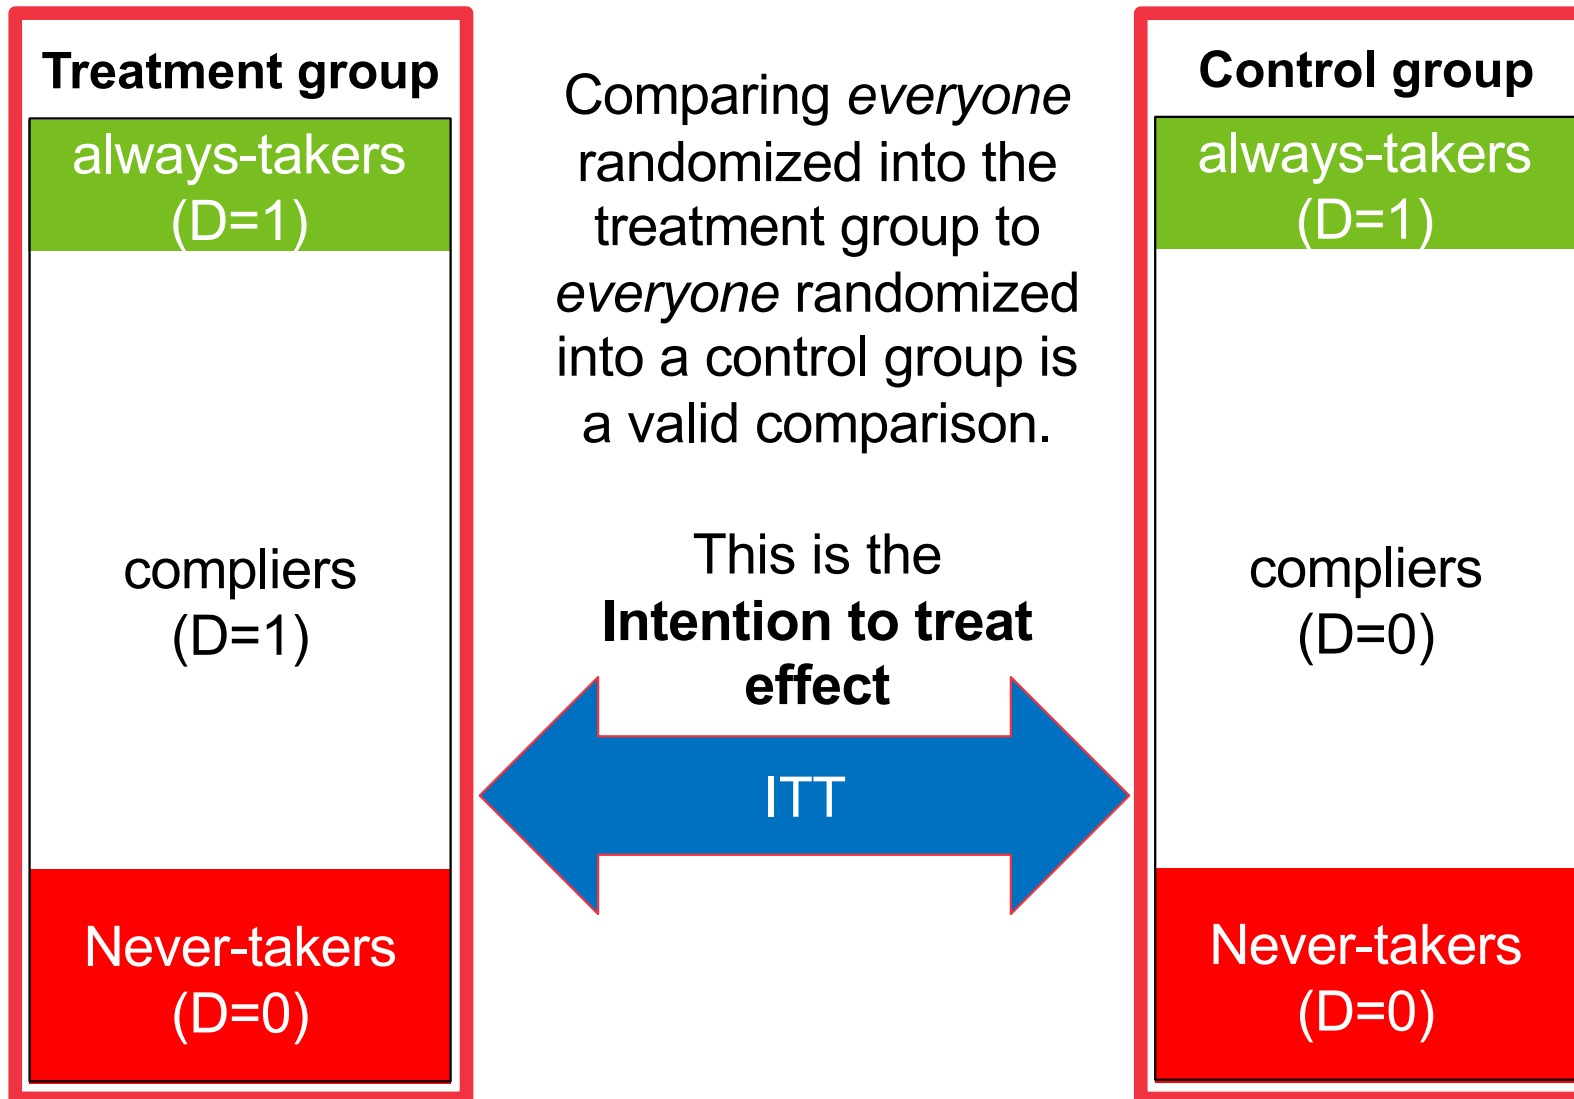 Treatment group
always-takers
(D=1)
compliers
(D=1)
Never-takers
(D=0)
Comparing everyone
randomized into the
treatment group to
everyone randomized
into a control group is
a valid comparison.
This is the
Intention to treat
effect
ITT
Control group
always-takers
(D=1)
compliers
(D=0)
Never-takers
(D=0)